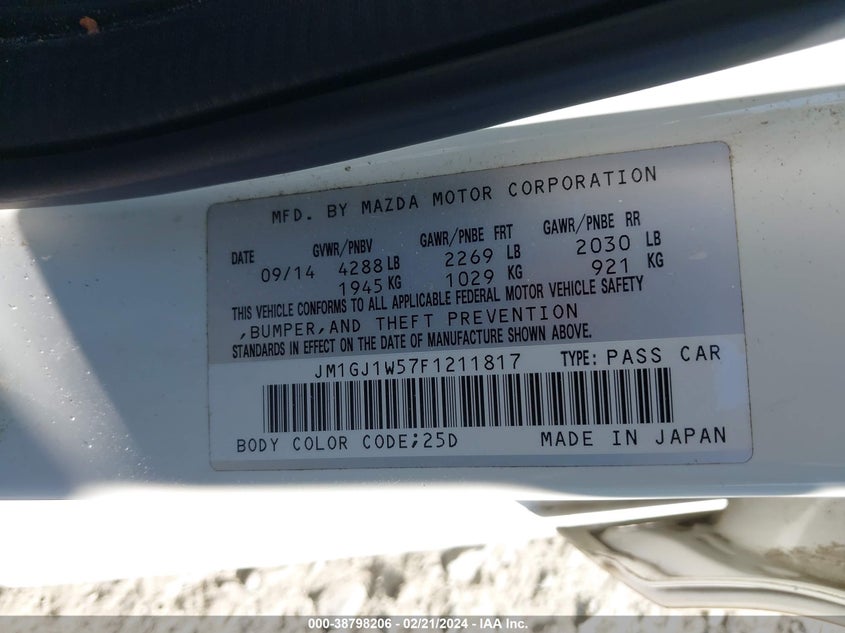 MFD. BY MAZDA MOTOR CORPORATION
DATE GVWR/PNBV GAWR/PNBE FRT GAWR/PNBE RR
09/14 4288 LB 2269 LB 2030 LB
1945 KG 1029 KG 921 KG
THIS VEHICLE CONFORMS TO ALL APPLICABLE FEDERAL MOTOR VEHICLE SAFETY
,BUMPER,AND THEFT PREVENTION
STANDARDS IN EFFECT ON THE DATE OF MANUFACTURE SHOWN ABOVE.
JM1GJ1W57F1211817 TYPE: PASS CAR
BODY COLOR CODE;25D MADE IN JAPAN
000-38798206 - 02/21/2024 - IAA Inc.